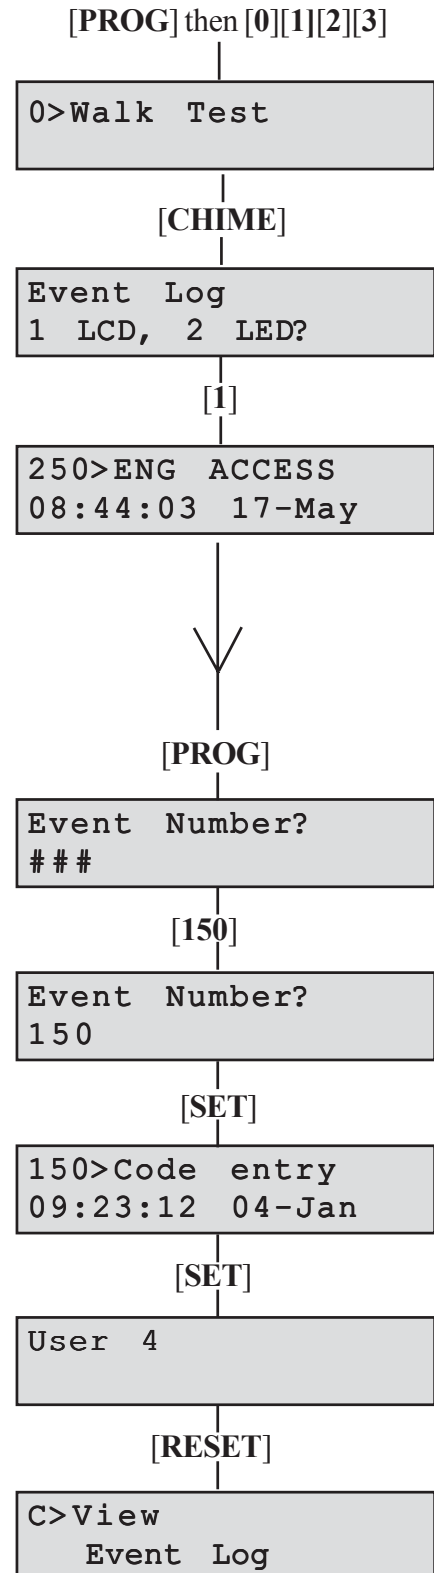 [PROG] then [0][1][2][3]
0>Walk Test
[CHIME]
Event Log
1 LCD, 2 LED?
[1]
250>ENG ACCESS
08:44:03 17-May
[PROG]
Event Number?
###
[150]
Event Number?
150
[SET]
150>Code entry
09:23:12 04-Jan
[SET]
User 4
[RESET]
C>View
Event Log